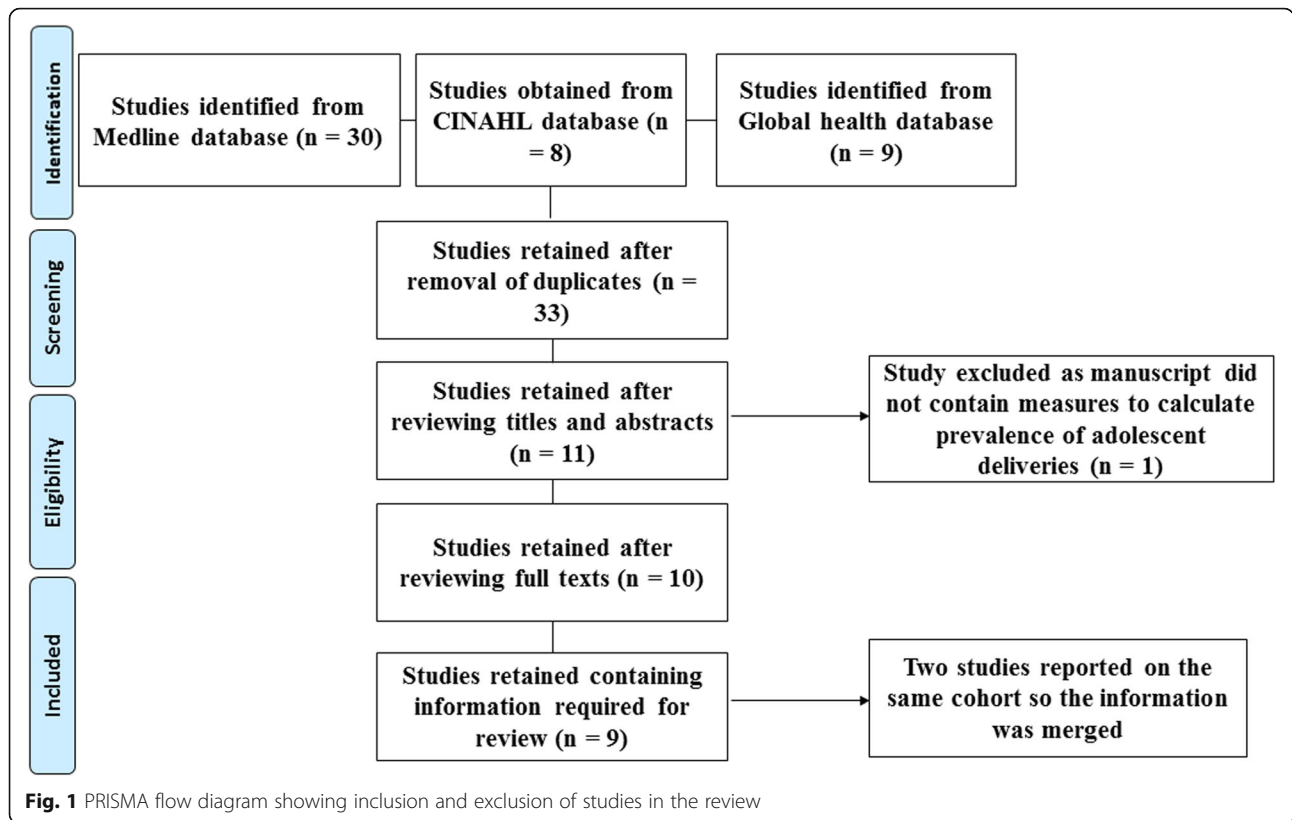 Identification
Studies identified from
Medline database (n = 30)
Studies obtained from
CINAHL database (n
= 8)
Studies identified from
Global health database
(n = 9)
Screening
Studies retained after
removal of duplicates (n =
33)
Eligibility
Studies retained after
reviewing titles and abstracts
(n = 11)
Study excluded as manuscript did
not contain measures to calculate
prevalence of adolescent
deliveries (n = 1)
Studies retained after
reviewing full texts (n = 10)
Included
Studies retained containing
information required for
review (n = 9)
Two studies reported on the
same cohort so the information
was merged
Fig. 1 PRISMA flow diagram showing inclusion and exclusion of studies in the review